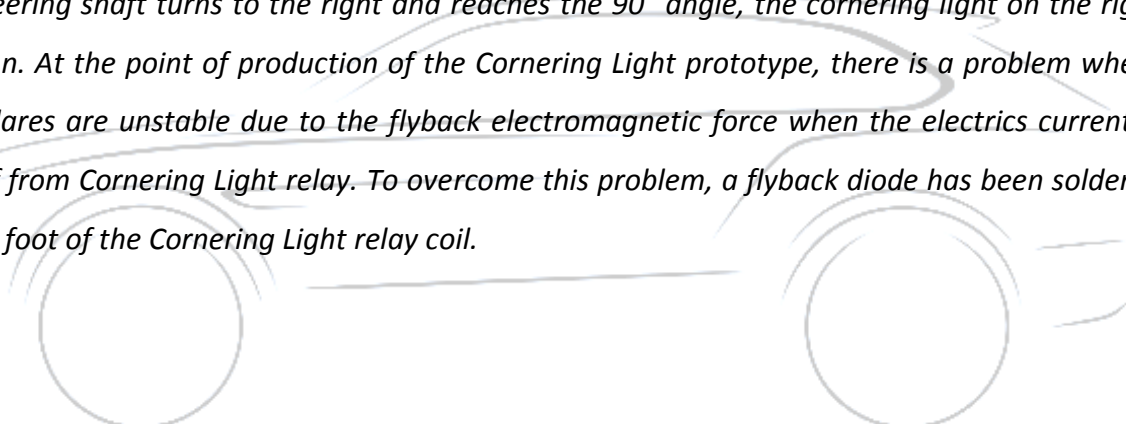 eering shaft turns to the right and reaches the 90° angle, the cornering light on the rig
n. At the point of production of the Cornering Light prototype, there is a problem whe
lares are unstable due to the flyback electromagnetic force when the electrics current
f from Cornering Light relay. To overcome this problem, a flyback diode has been solder
foot of the Cornering Light relay coil.